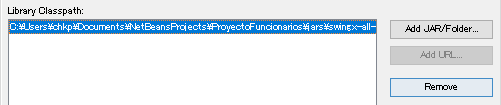 Library Classpath:
C:¥Users¥chkp¥Documents¥NetBeansProjects¥ProyectoFuncionarios¥jars¥swingx-all-
Add JAR/Folder...
Add URL...
Remove